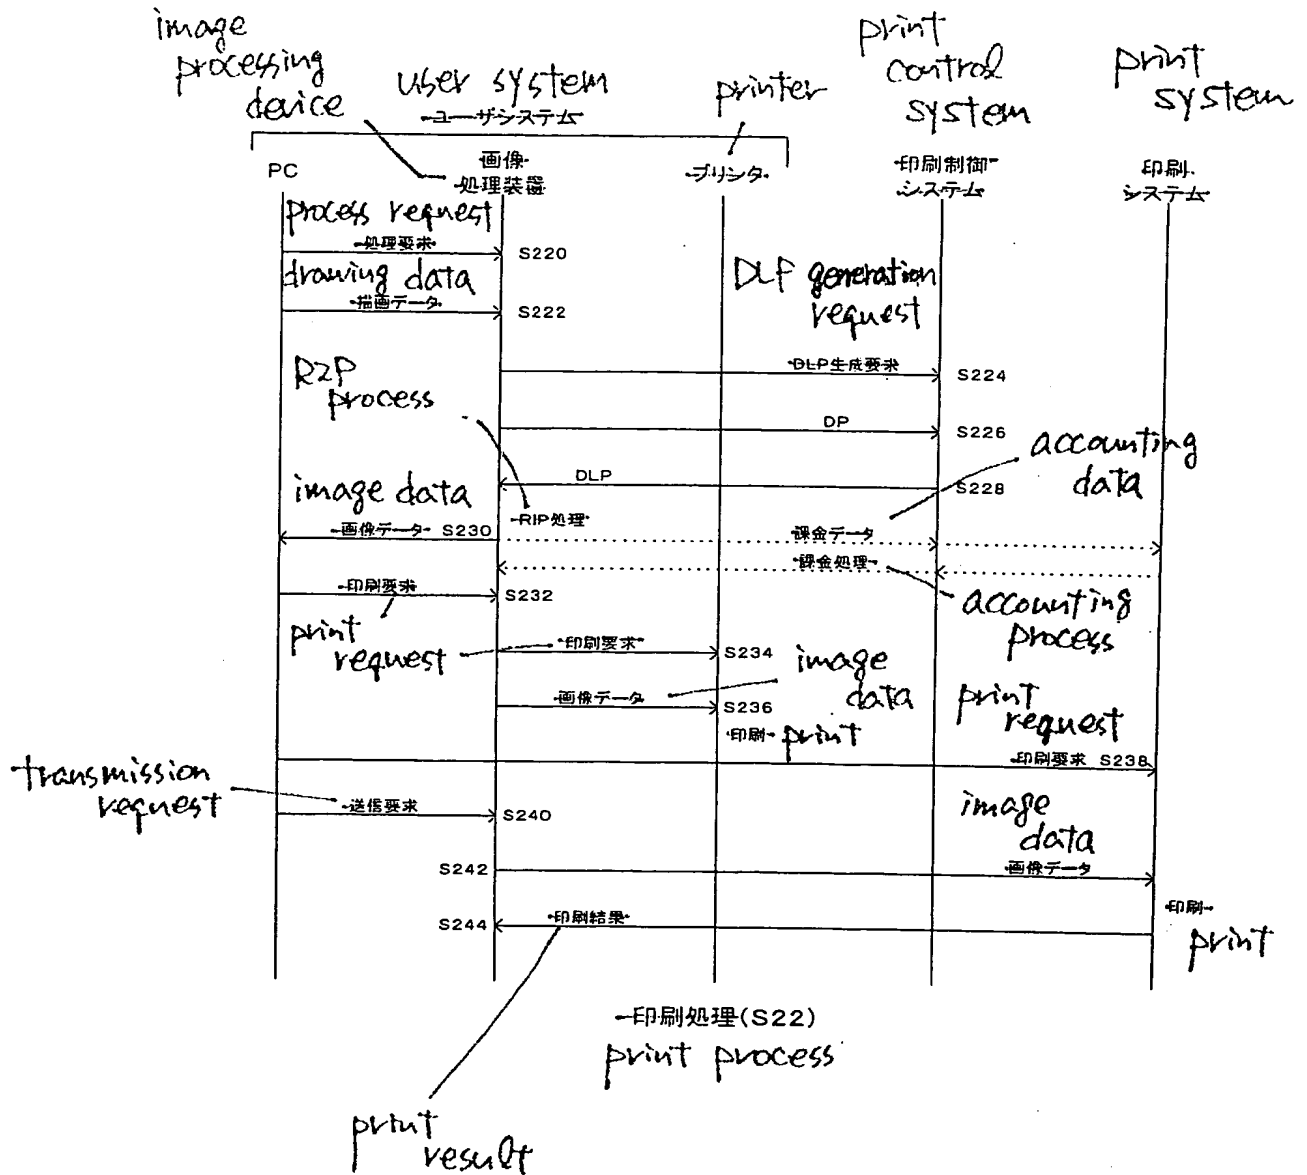 image
processing
device
user system
ユーザシステム
printer
print
control
system
print
system
PC
画像
処理装置
プリンタ
印刷制御
システム
印刷
システム
process request
処理要求
S220
drawing data
描画データ
S222
DLF generation
request
DLP生成要求
S224
RIP
process
DP
S226
accounting
data
DLP
S228
image data
RIP処理
画像データ S230
課金データ
課金処理
印刷要求
S232
accounting
process
print
request
印刷要求
S234
image
data
画像データ
S236
印刷 print
print
request
印刷要求 S238
transmission
request
送信要求
S240
image
data
S242
画像データ
S244
印刷結果
印刷
print
印刷処理(S22)
print process
print
result